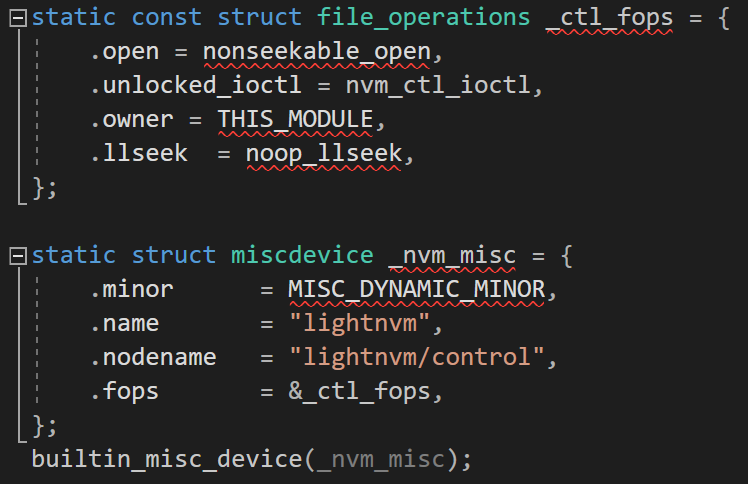 static const struct file_operations _ctl_fops = {
    .open = nonseekable_open,
    .unlocked_ioctl = nvm_ctl_ioctl,
    .owner = THIS_MODULE,
    .llseek  = noop_llseek,
};

static struct miscdevice _nvm_misc = {
    .minor      = MISC_DYNAMIC_MINOR,
    .name       = "lightnvm",
    .nodename   = "lightnvm/control",
    .fops       = &_ctl_fops,
};
builtin_misc_device(_nvm_misc);